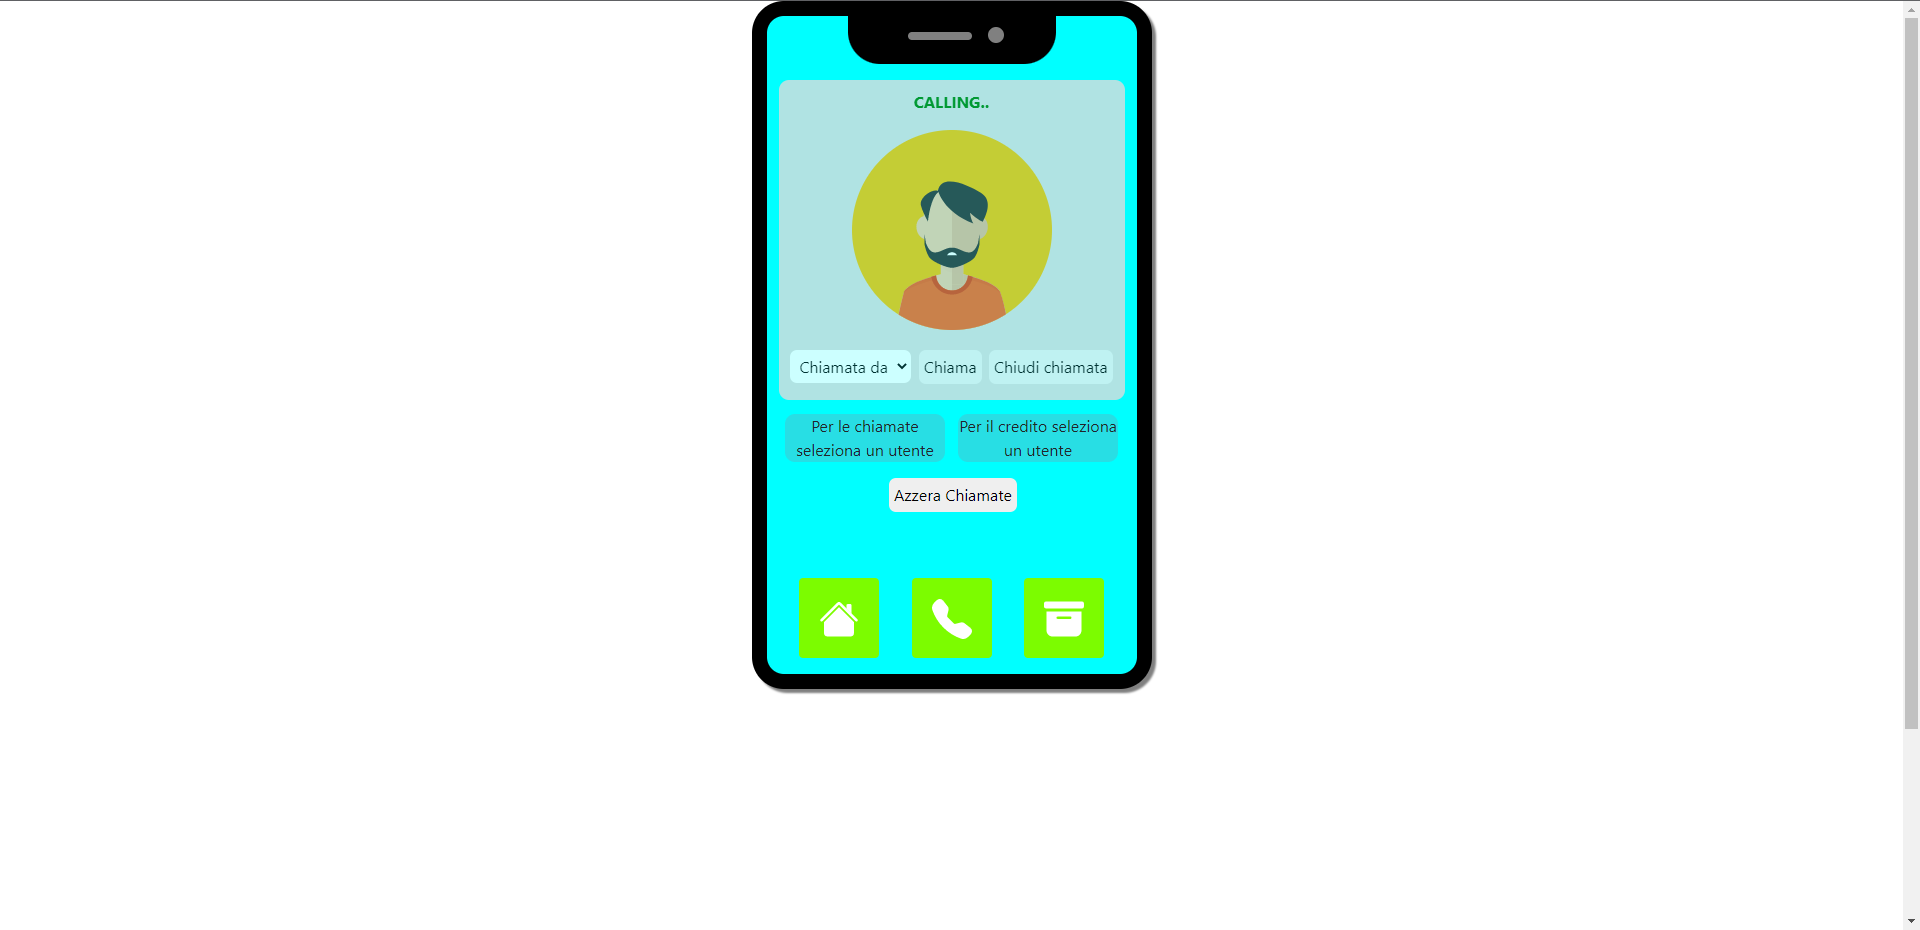 CALLING..
Chiamata da
Chiama
Chiudi chiamata
Per le chiamate
seleziona un utente
Per il credito seleziona
un utente
Azzera Chiamate